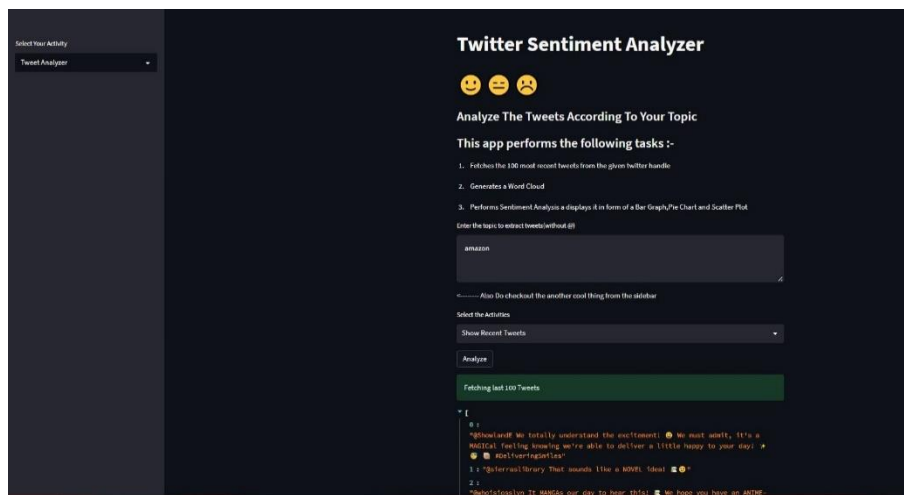 Select Your Activity
Tweet Analyzer
Twitter Sentiment Analyzer
Analyze The Tweets According To Your Topic
This app performs the following tasks :-
1. Fetches the 100 most recent tweets from the given twitter handle
2. Generates a Word Cloud
3. Performs Sentiment Analysis a displays it in form of a Bar Graph,Pie Chart and Scatter Plot
Enter the topic to extract tweets(without @)
amazon
<-------- Also Do checkout the another cool thing from the sidebar
Select the Activities
Show Recent Tweets
Analyze
Fetching last 100 Tweets
[
0 :
"@ShowlandE We totally understand the excitement! 😀 We must admit, it's a
MAGICal feeling knowing we're able to deliver a little happy to your day! ✨
#DeliveringSmiles"
1 : "@sierraslibrary That sounds like a NOVEL idea!
2 :
It MANGAs our day to hear this! We hope you have an ANIME-